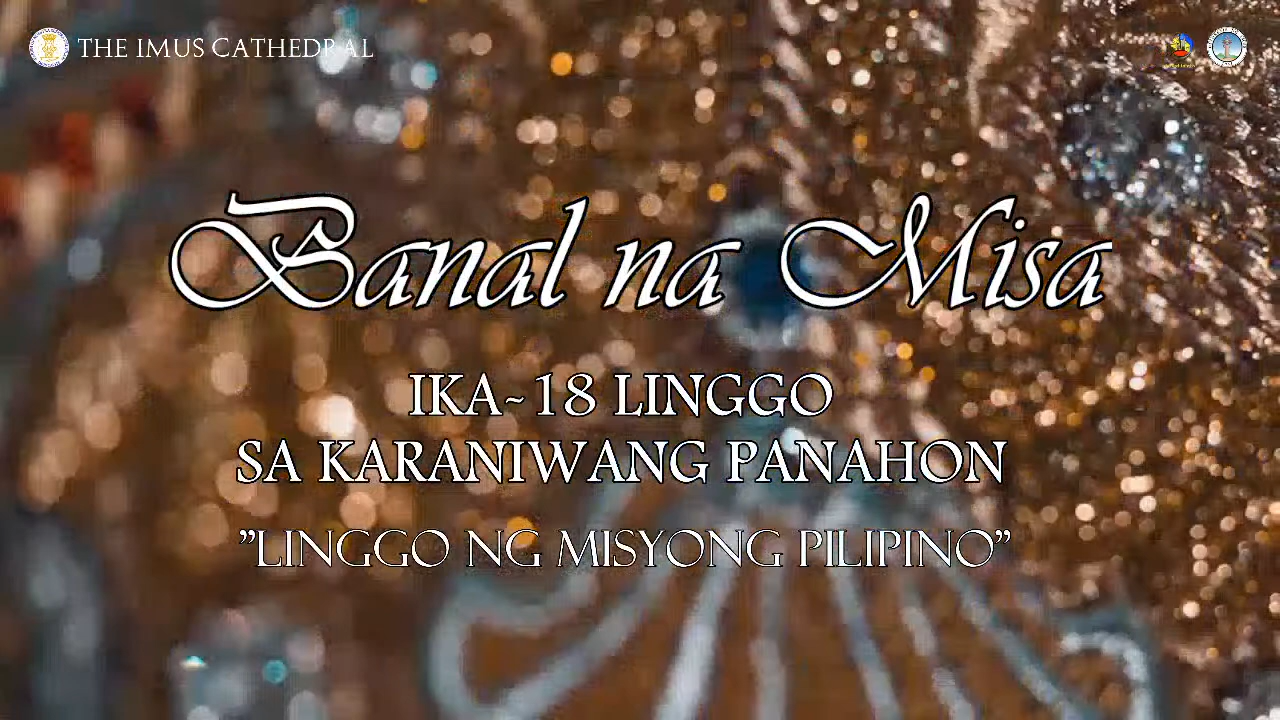 THE IMUS CATHEDRAL
Banal na Misa
IKA-18 LINGGO
SA KARANIWANG PANAHON
"LINGGO NG MISYONG PILIPINO"